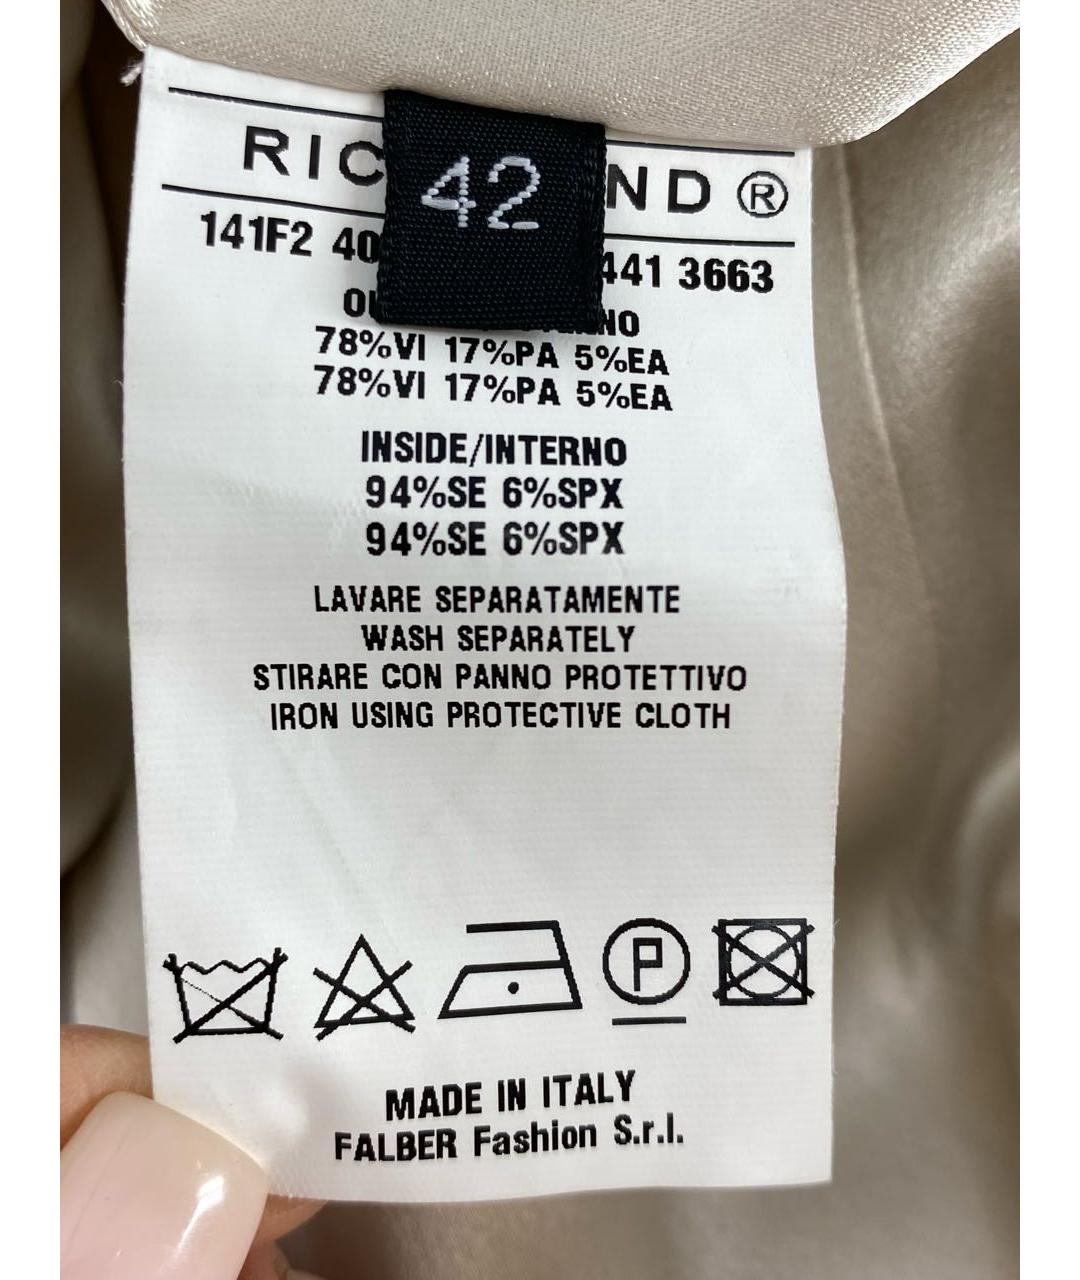 42
RIC ND ®
141F2 40 441 3663
78%VI 17%PA 5%EA
78%VI 17%PA 5%EA
INSIDE/INTERNO
94%SE 6%SPX
94%SE 6%SPX
LAVARE SEPARATAMENTE
WASH SEPARATELY
STIRARE CON PANNO PROTETTIVO
IRON USING PROTECTIVE CLOTH
P
MADE IN ITALY
FALBER Fashion S.r.l.